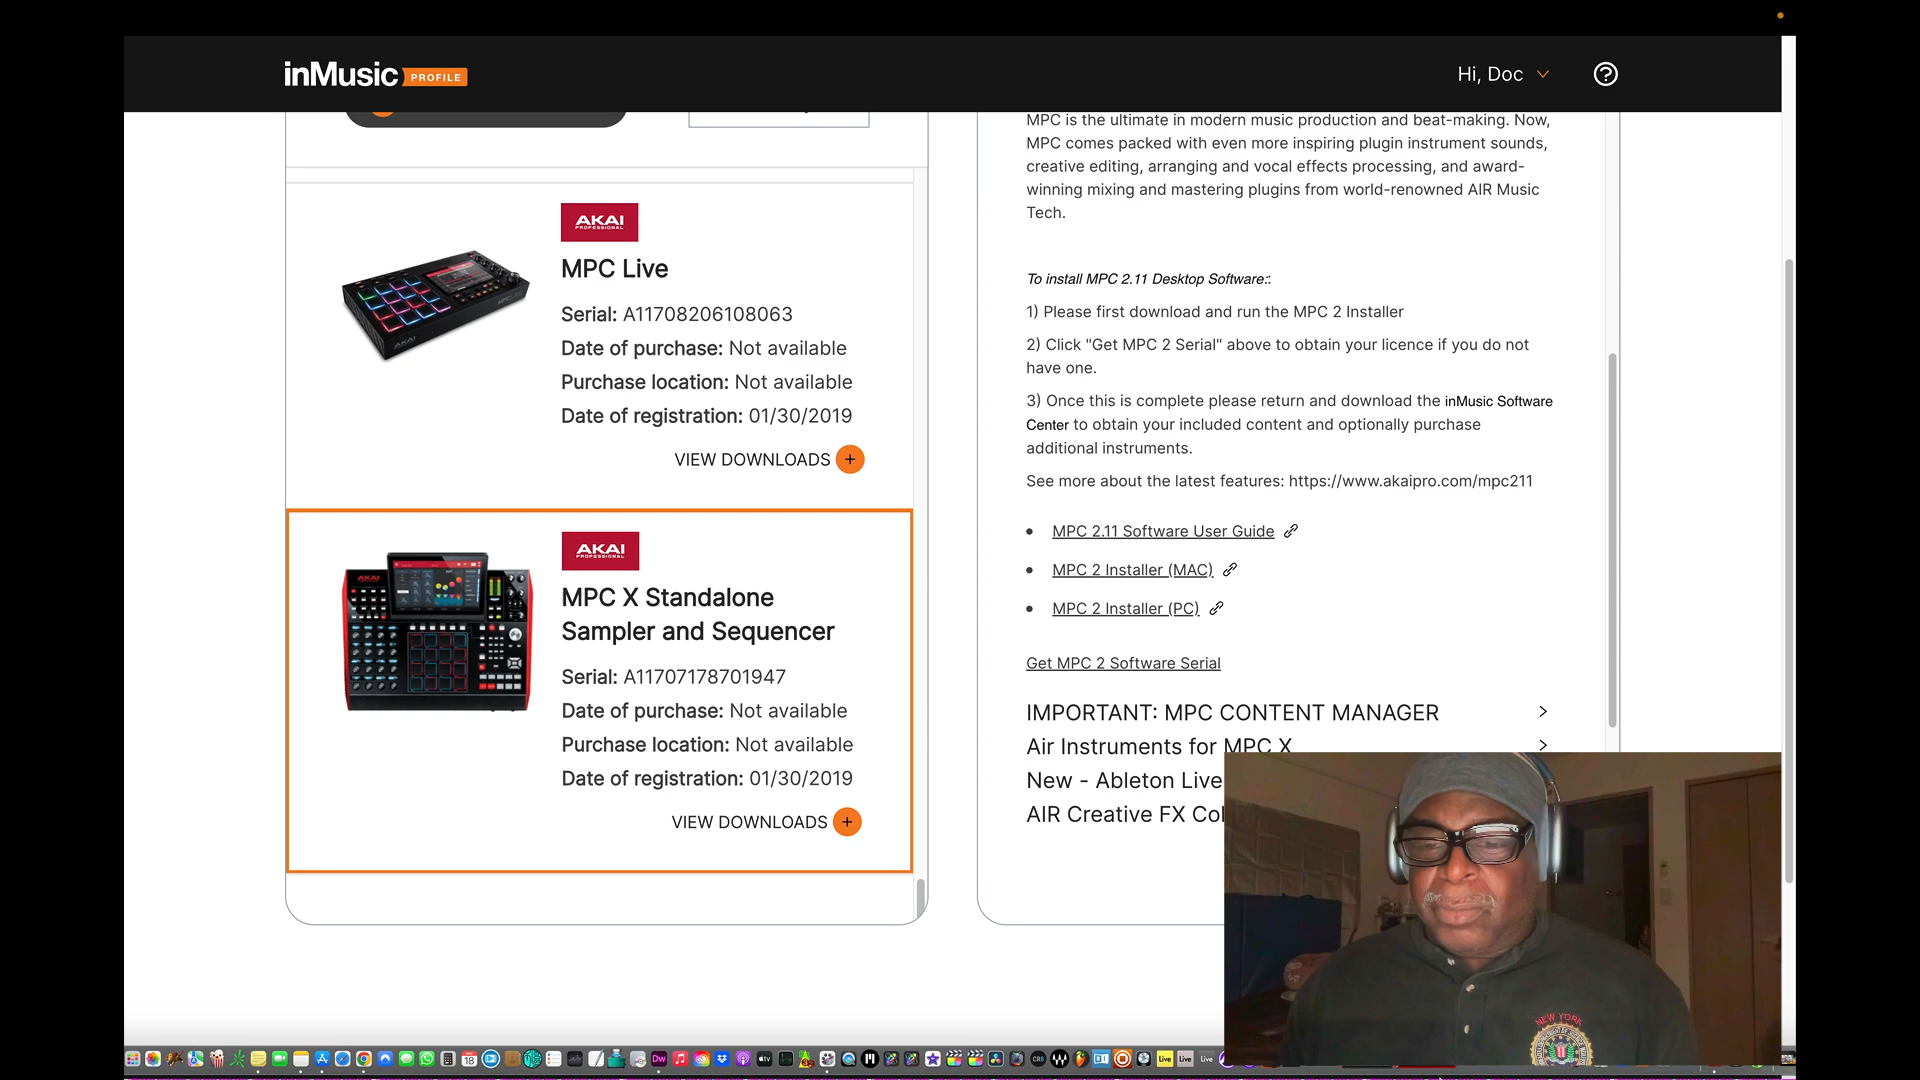 inMusic PROFILE
Hi, Doc
AKAI
PROFESSIONAL
MPC Live
Serial: A11708206108063
Date of purchase: Not available
Purchase location: Not available
Date of registration: 01/30/2019
VIEW DOWNLOADS +
AKAI
PROFESSIONAL
MPC X Standalone
Sampler and Sequencer
Serial: A11707178701947
Date of purchase: Not available
Purchase location: Not available
Date of registration: 01/30/2019
VIEW DOWNLOADS +
MPC is the ultimate in modern music production and beat-making. Now,
MPC comes packed with even more inspiring plugin instrument sounds,
creative editing, arranging and vocal effects processing, and award-
winning mixing and mastering plugins from world-renowned AIR Music
Tech.
To install MPC 2.11 Desktop Software::
1) Please first download and run the MPC 2 Installer
2) Click "Get MPC 2 Serial" above to obtain your licence if you do not
have one.
3) Once this is complete please return and download the inMusic Software
Center to obtain your included content and optionally purchase
additional instruments.
See more about the latest features: https://www.akaipro.com/mpc211
• MPC 2.11 Software User Guide
• MPC 2 Installer (MAC)
• MPC 2 Installer (PC)
Get MPC 2 Software Serial
IMPORTANT: MPC CONTENT MANAGER
Air Instruments for MPC X
New - Ableton Live
AIR Creative FX Col
NEW YORK